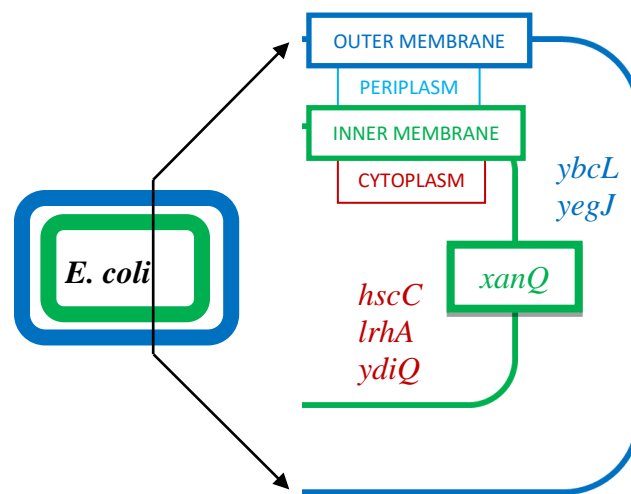 OUTER MEMBRANE
PERIPLASM
INNER MEMBRANE
CYTOPLASM
ybcL
yegJ
E. coli
xanQ
hscC
lrhA
ydiQ